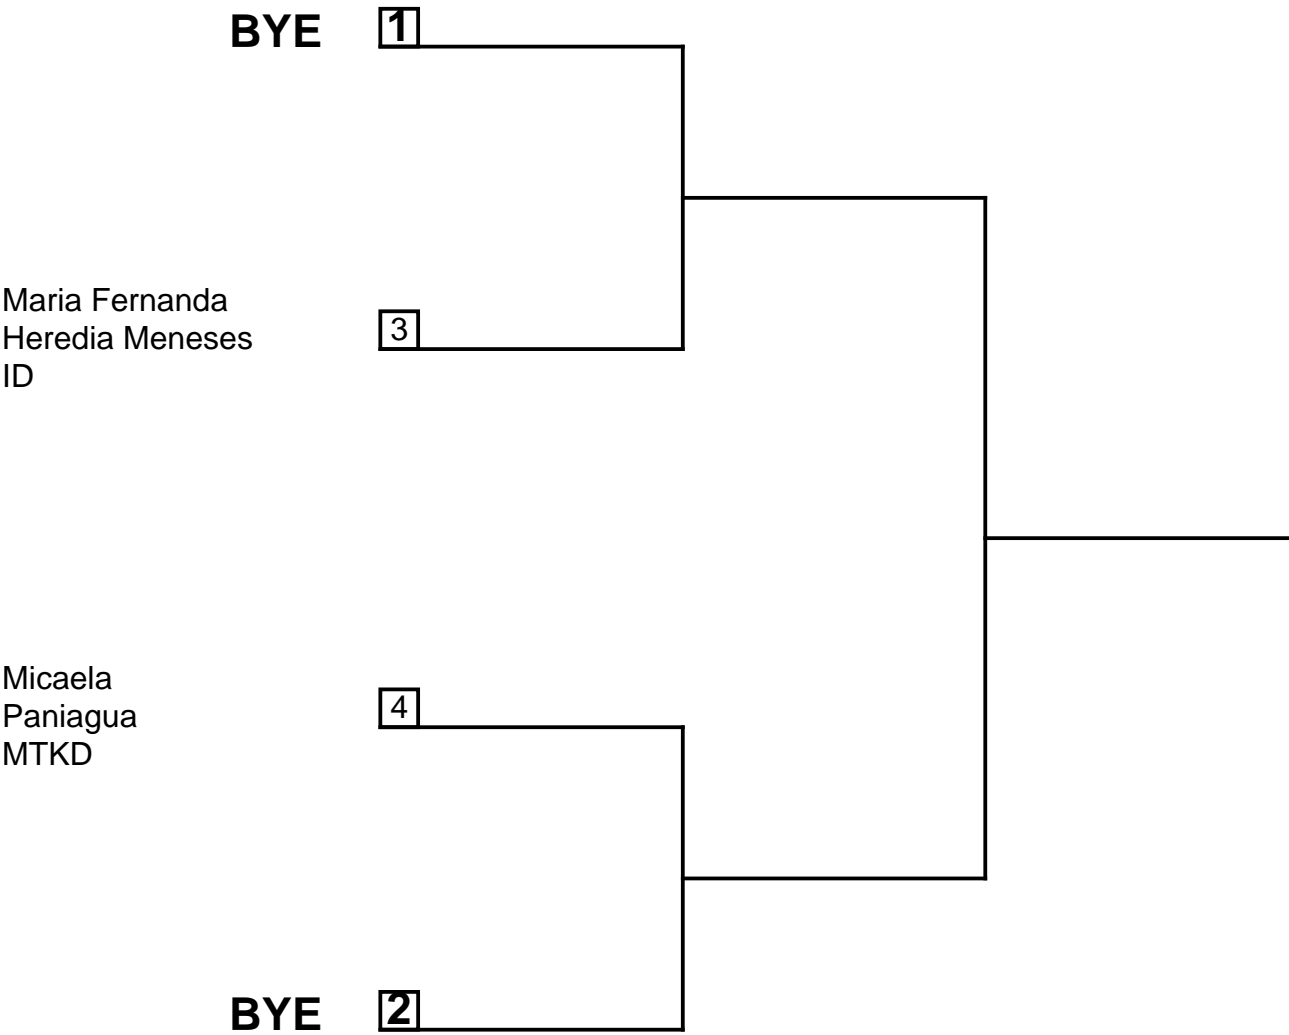 BYE 1
Maria Fernanda
Heredia Meneses
ID
3
Micaela
Paniagua
MTKD
4
BYE 2